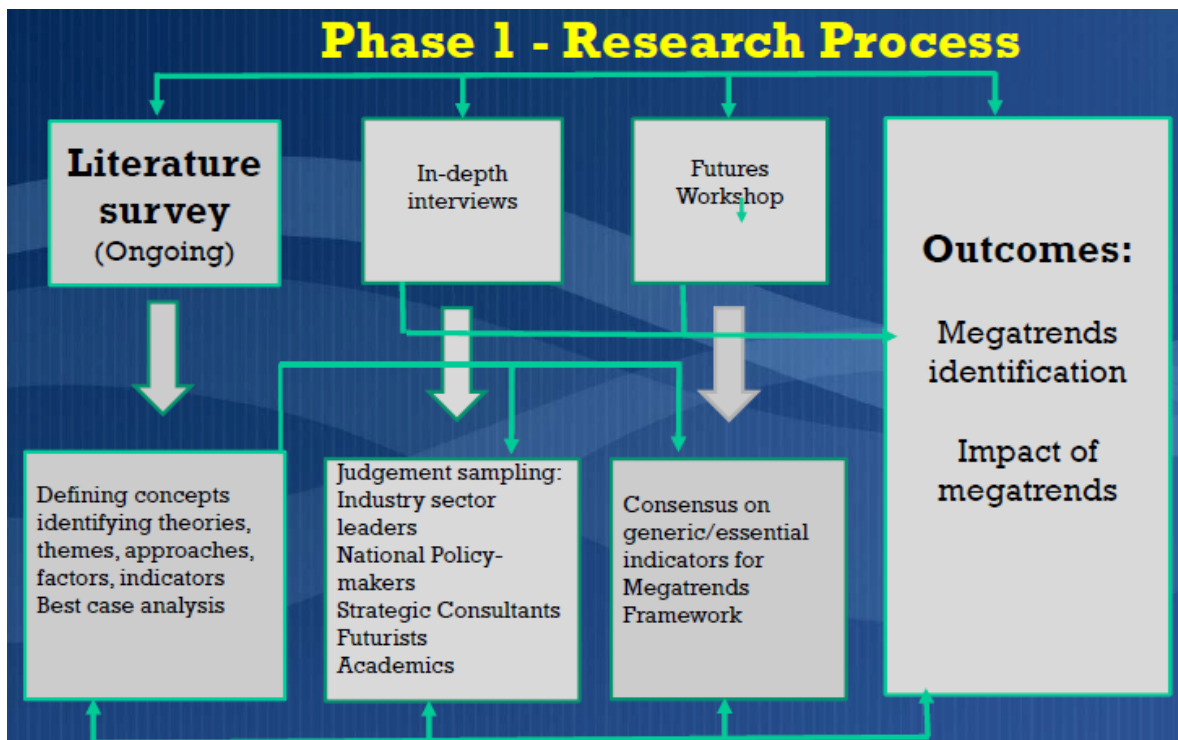 Phase 1 - Research Process
Literature
survey
(Ongoing)
In-depth
interviews
Futures
Workshop
Outcomes:
Megatrends
identification
Impact of
megatrends
Defining concepts
identifying theories,
themes, approaches,
factors, indicators
Best case analysis
Judgement sampling:
Industry sector
leaders
National Policy-
makers
Strategic Consultants
Futurists
Academics
Consensus on
generic/essential
indicators for
Megatrends
Framework